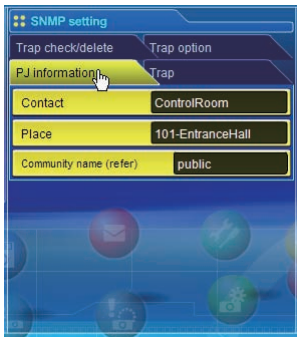 SNMP setting
Trap check/delete Trap option
PJ information Trap
Contact ControlRoom
Place 101-EntranceHall
Community name (refer) public